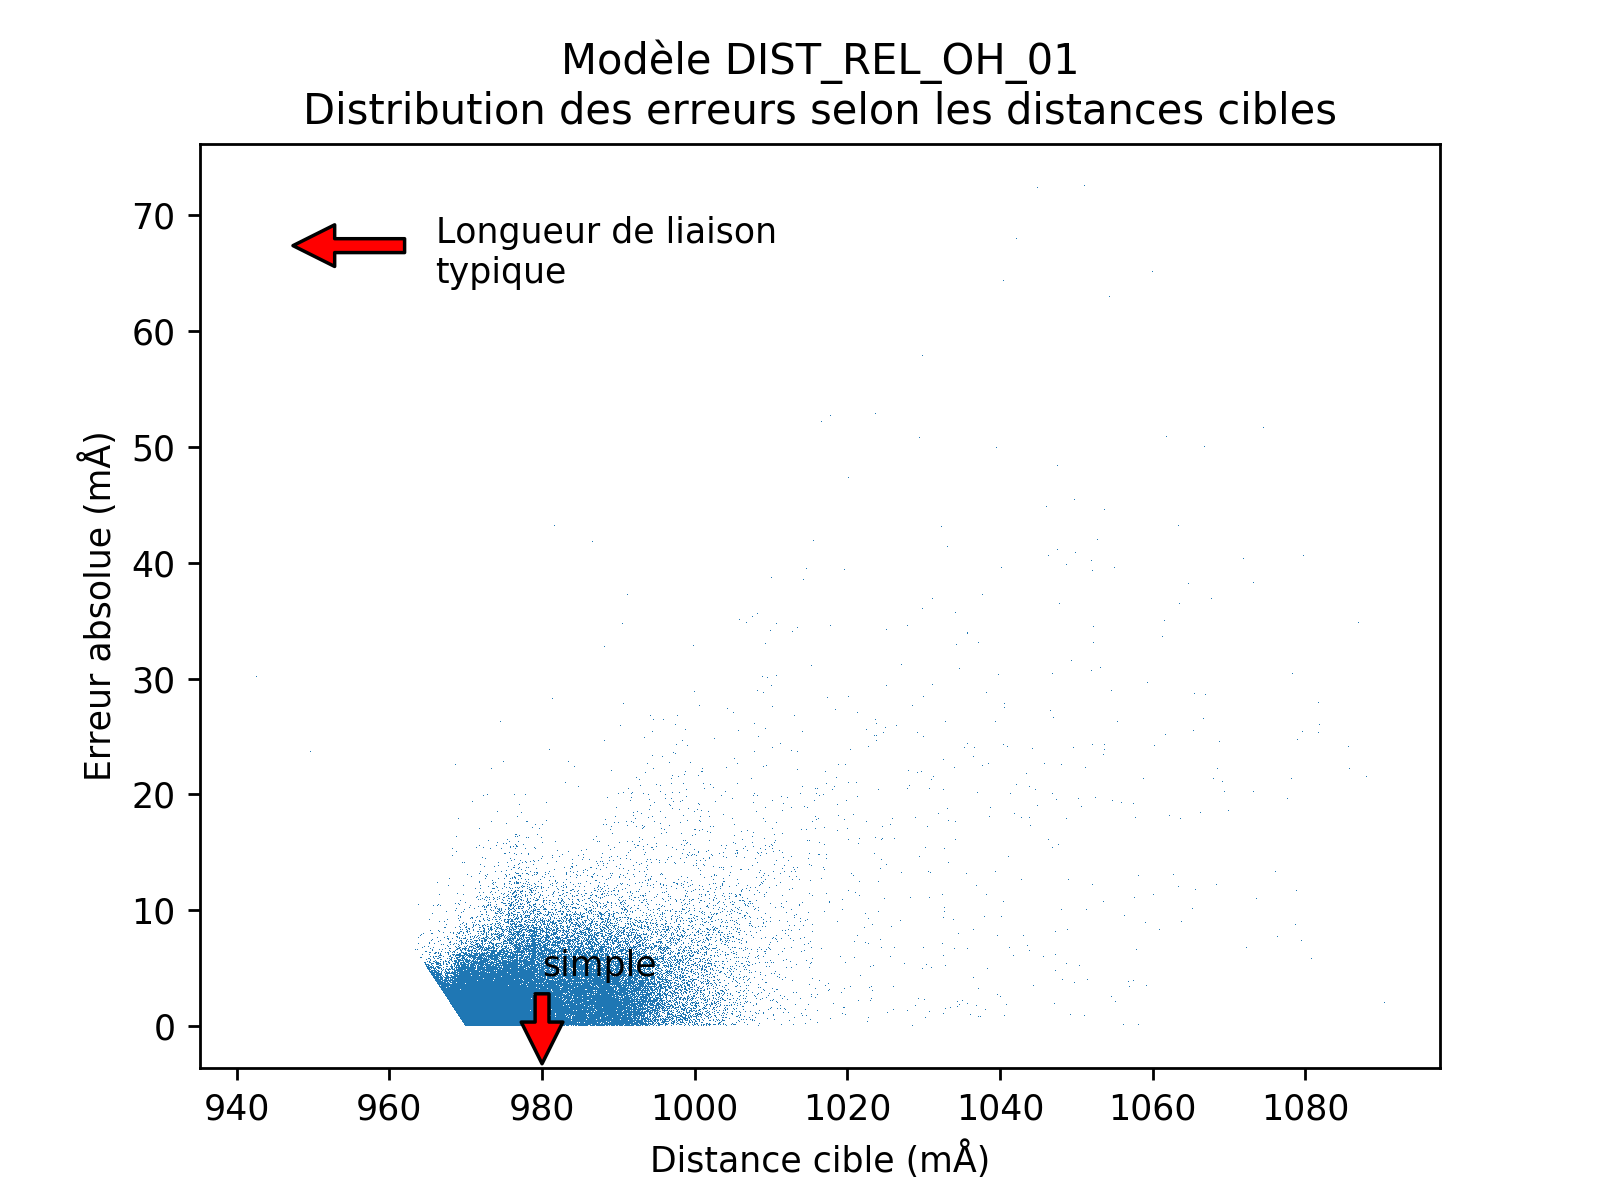 Modèle DIST_REL_OH_01
Distribution des erreurs selon les distances cibles
Longueur de liaison
typique
simple
Erreur absolue (mÅ)
70
60
50
40
30
20
10
0
940 960 980 1000 1020 1040 1060 1080
Distance cible (mÅ)